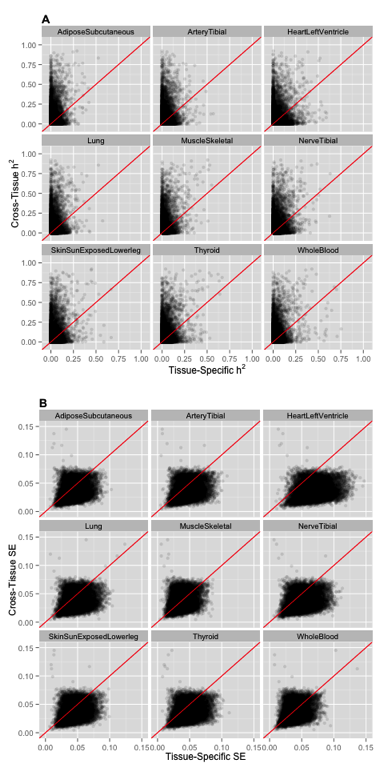 A
AdiposeSubcutaneous ArteryTibial HeartLeftVentricle
1.00
0.75
0.50
0.25
0.00
Lung MuscleSkeletal NerveTibial
1.00
0.75
0.50
0.25
0.00
SkinSunExposedLowerleg Thyroid WholeBlood
1.00
0.75
0.50
0.25
0.00
Cross-Tissue h²
0.00 0.25 0.50 0.75 1.00 0.00 0.25 0.50 0.75 1.00 0.00 0.25 0.50 0.75 1.00
Tissue-Specific h²
B
AdiposeSubcutaneous ArteryTibial HeartLeftVentricle
0.15
0.10
0.05
0.00
Lung MuscleSkeletal NerveTibial
0.15
0.10
0.05
0.00
SkinSunExposedLowerleg Thyroid WholeBlood
0.15
0.10
0.05
0.00
Cross-Tissue SE
0.00 0.05 0.10 0.150.00 0.05 0.10 0.150.00 0.05 0.10 0.15
Tissue-Specific SE